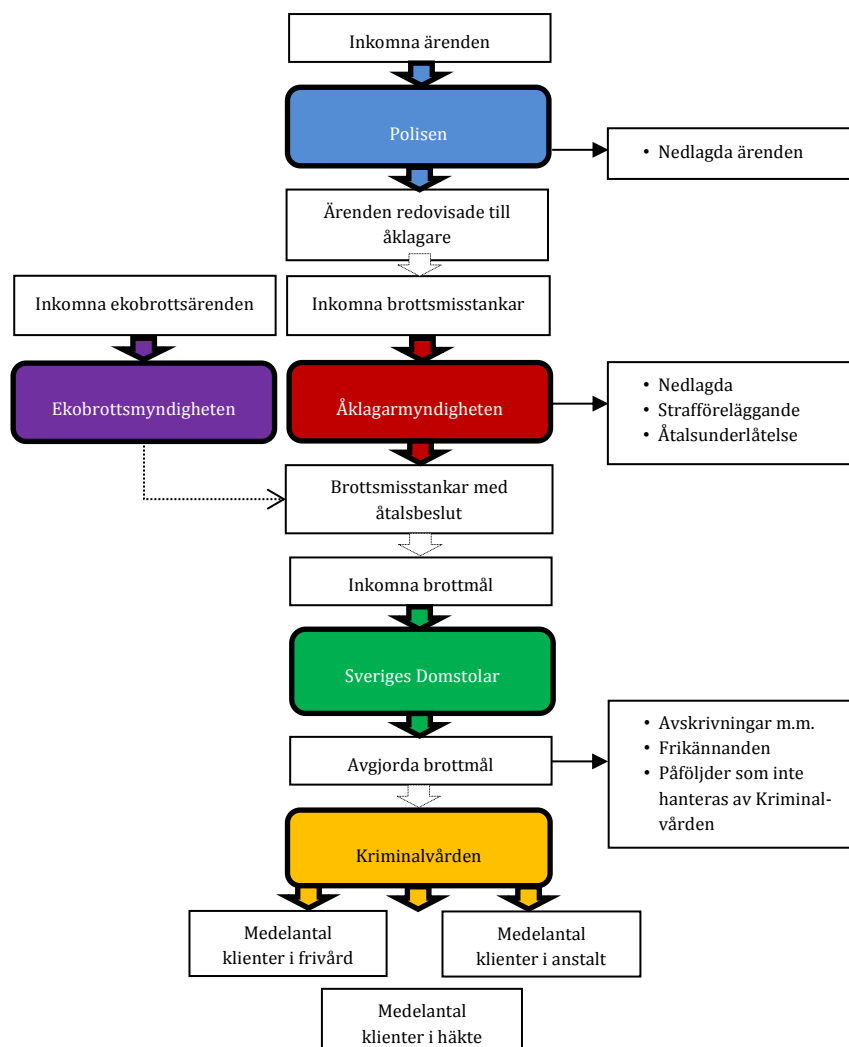 Inkomna ärenden
Polisen
• Nedlagda ärenden
Ärenden redovisade till
åklagare
Inkomna ekobrottsärenden
Inkomna brottsmisstankar
Ekobrottsmyndigheten
Åklagarmyndigheten
• Nedlagda
• Strafföreläggande
• Åtalsunderlåtelse
Brottsmisstankar med
åtalsbeslut
Inkomna brottmål
Sveriges Domstolar
Avgjorda brottmål
• Avskrivningar m.m.
• Frikännanden
• Påföljder som inte
hanteras av Kriminal-
vården
Kriminalvården
Medelantal
klienter i frivård
Medelantal
klienter i anstalt
Medelantal
klienter i häkte